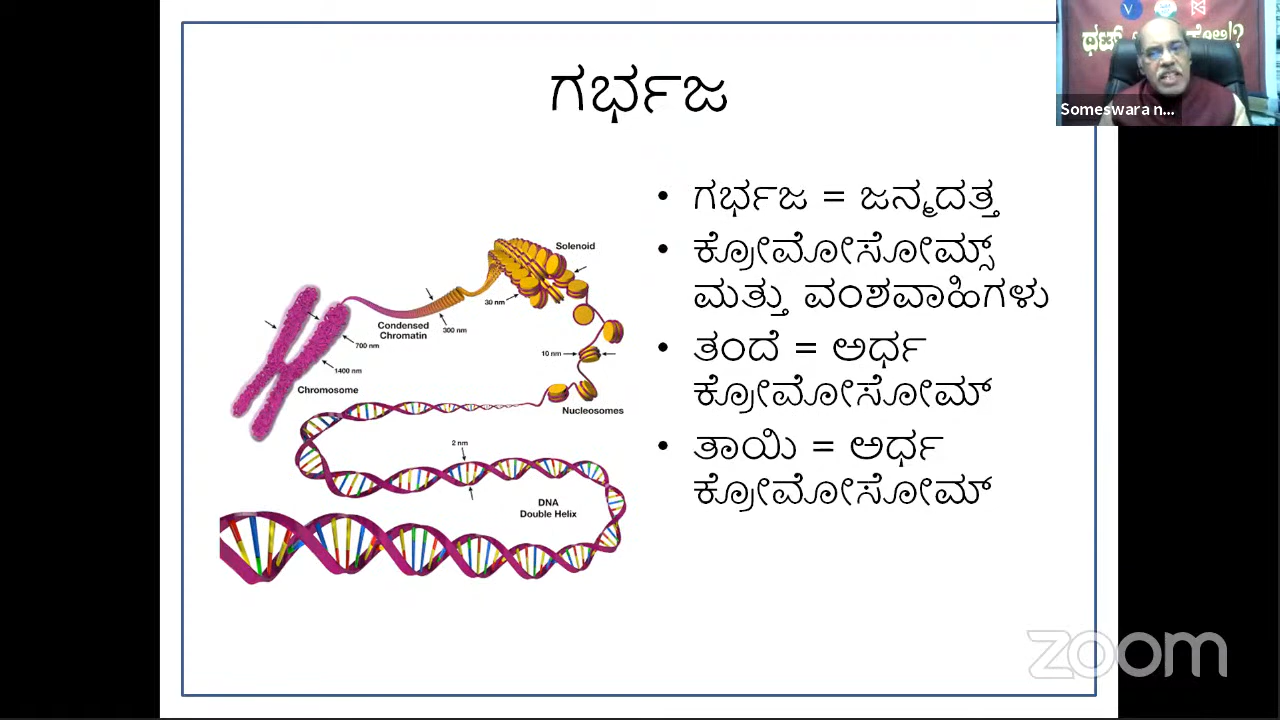 ಗರ್ಭಜ
• ಗರ್ಭಜ = ಜನ್ಮದತ್ತ
• ಕ್ರೋಮೋಸೋಮ್ಸ್
ಮತ್ತು ವಂಶವಾಹಿಗಳು
• ತಂದೆ = ಅರ್ಧ
ಕ್ರೋಮೋಸೋಮ್
• ತಾಯಿ = ಅರ್ಧ
ಕ್ರೋಮೋಸೋಮ್
Solenoid
30 nm
Condensed
Chromatin
300 nm
700 nm
1400 nm
Chromosome
10 nm
Nucleosomes
2 nm
DNA
Double Helix
V
Someswara n...
zoom